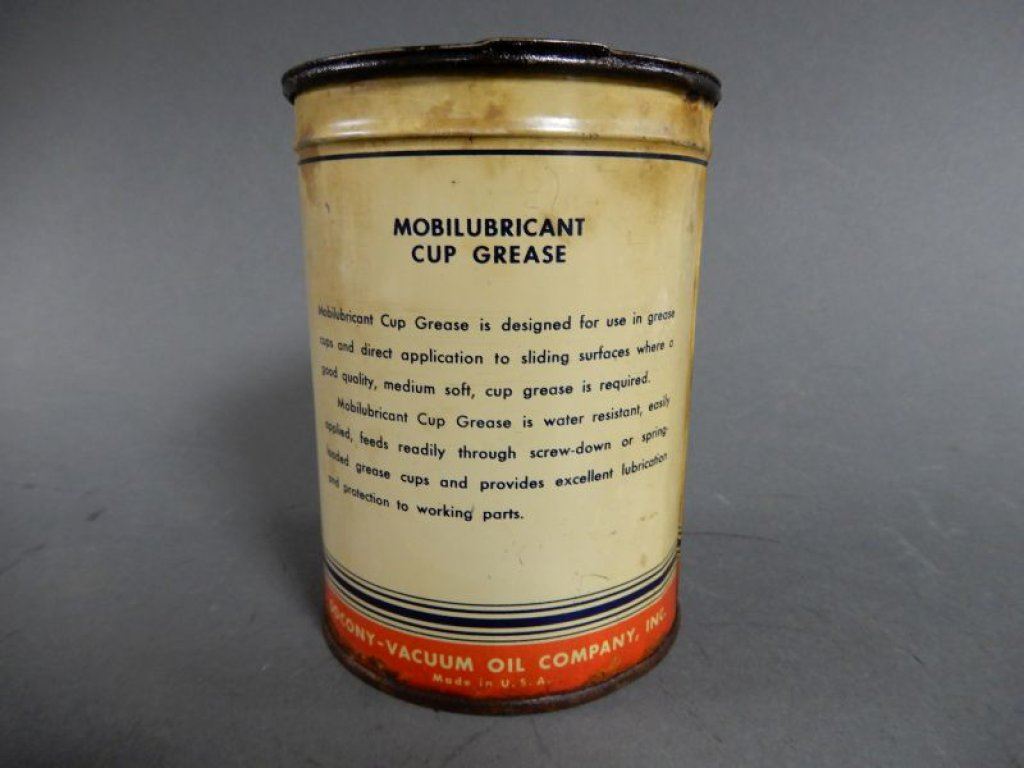 MOBILUBRICANT
CUP GREASE
Mobilubricant Cup Grease is designed for use in grease
cups and direct application to sliding surfaces where a
good quality, medium soft, cup grease is required.
Mobilubricant Cup Grease is water resistant, easily
applied, feeds readily through screw-down or spring-
loaded grease cups and provides excellent lubrication
and protection to working parts.
SOCONY-VACUUM OIL COMPANY, INC.
Made in U.S.A.